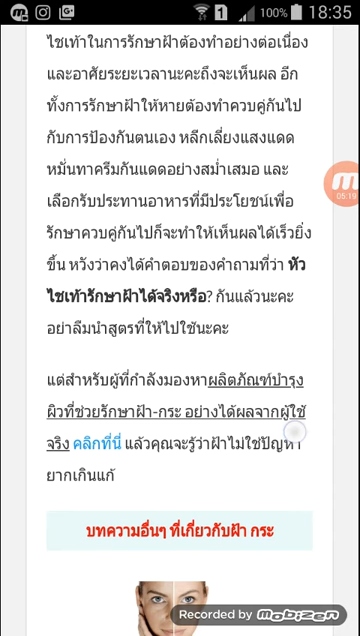 100% 18:35
ไชเท้าในการรักษาฝ้าต้องทำอย่างต่อเนื่อง
และอาศัยระยะเวลานะคะถึงจะเห็นผล อีก
ทั้งการรักษาฝ้าให้หายต้องทำควบคู่กันไป
กับการป้องกันตนเอง หลีกเลี่ยงแสงแดด
หมั่นทาครีมกันแดดอย่างสม่ำเสมอ และ
เลือกรับประทานอาหารที่มีประโยชน์เพื่อ
05:19
รักษาควบคู่กันไปก็จะทำให้เห็นผลได้เร็วยิ่ง
ขึ้น หวังว่าคงได้คำตอบของคำถามที่ว่า หัว
ไชเท้ารักษาฝ้าได้จริงหรือ? กันแล้วนะคะ
อย่าลืมนำสูตรที่ให้ไปใช้นะคะ
แต่สำหรับผู้ที่กำลังมองหาผลิตภัณฑ์บำรุง
ผิวที่ช่วยรักษาฝ้า-กระ อย่างได้ผลจากผู้ใช้
จริง คลิกที่นี่ แล้วคุณจะรู้ว่าฝ้าไม่ใช่ปัญหา
ยากเกินแก้
บทความอื่นๆ ที่เกี่ยวกับฝ้า กระ
Recorded by Mobizen